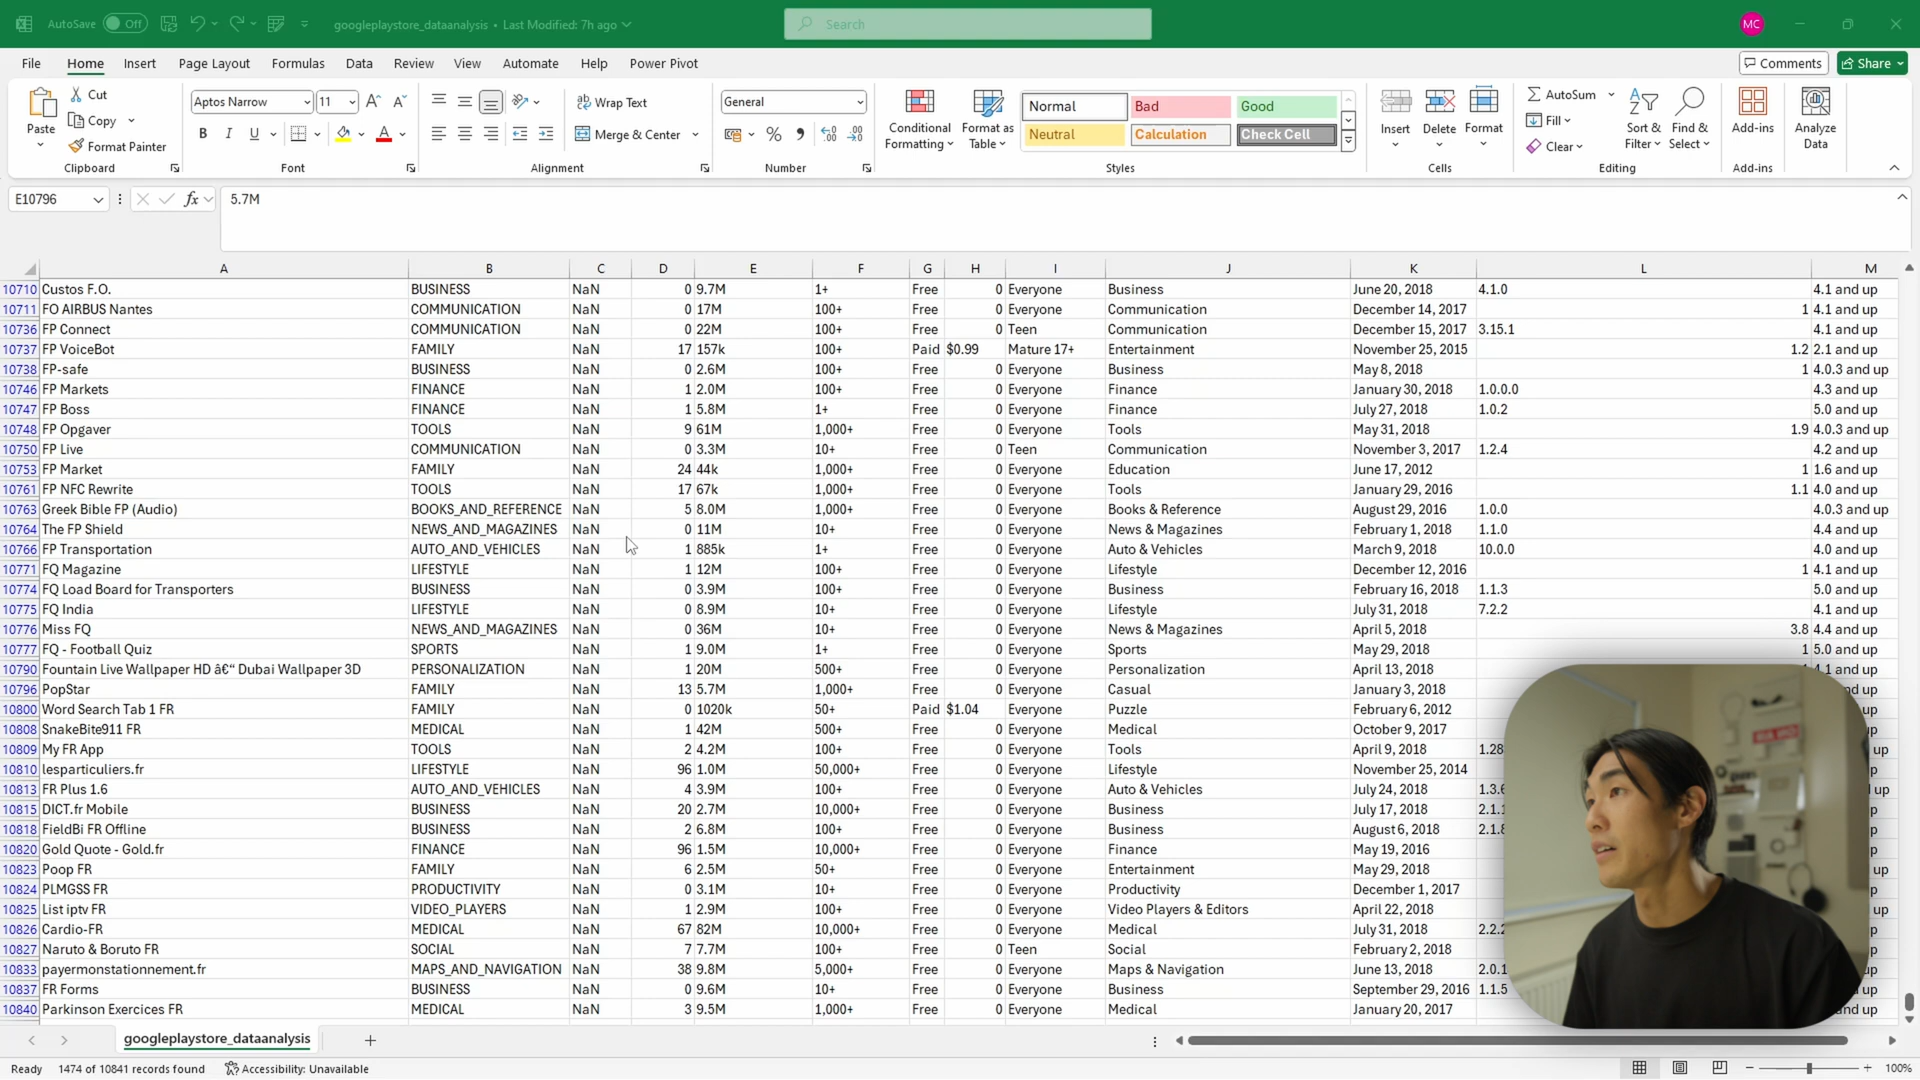 AutoSave Off googleplaystore_dataanalysis • Last Modified: 7h ago Search MC
File Home Insert Page Layout Formulas Data Review View Automate Help Power Pivot Comments Share
Paste Cut Copy Format Painter Clipboard
Aptos Narrow 11 B I U Font
Wrap Text Merge & Center Alignment
General Number
Conditional Formatting Format as Table
Normal Bad Good
Neutral Calculation Check Cell
Styles
Insert Delete Format Cells
AutoSum Fill Clear Sort & Filter Find & Select Editing
Add-ins Add-ins
Analyze Data
E10796 fx 5.7M
A B C D E F G H I J K L M
10710 Custos F.O. BUSINESS NaN 0 9.7M 1+ Free 0 Everyone Business June 20, 2018 4.1.0 4.1 and up
10711 FO AIRBUS Nantes COMMUNICATION NaN 0 17M 100+ Free 0 Everyone Communication December 14, 2017 1 4.1 and up
10736 FP Connect COMMUNICATION NaN 0 22M 100+ Free 0 Teen Communication December 15, 2017 3.15.1 4.1 and up
10737 FP VoiceBot FAMILY NaN 17 157k 100+ Paid $0.99 Mature 17+ Entertainment November 25, 2015 1.2 2.1 and up
10738 FP-safe BUSINESS NaN 0 2.6M 100+ Free 0 Everyone Business May 8, 2018 1 4.0.3 and up
10746 FP Markets FINANCE NaN 1 2.0M 100+ Free 0 Everyone Finance January 30, 2018 1.0.0.0 4.3 and up
10747 FP Boss FINANCE NaN 1 5.8M 1+ Free 0 Everyone Finance July 27, 2018 1.0.2 5.0 and up
10748 FP Opgaver TOOLS NaN 9 61M 1,000+ Free 0 Everyone Tools May 31, 2018 1.9 4.0.3 and up
10750 FP Live COMMUNICATION NaN 0 3.3M 10+ Free 0 Teen Communication November 3, 2017 1.2.4 4.2 and up
10753 FP Market FAMILY NaN 24 44k 1,000+ Free 0 Everyone Education June 17, 2012 1 1.6 and up
10761 FP NFC Rewrite TOOLS NaN 17 67k 1,000+ Free 0 Everyone Tools January 29, 2016 1.1 4.0 and up
10763 Greek Bible FP (Audio) BOOKS_AND_REFERENCE NaN 5 8.0M 1,000+ Free 0 Everyone Books & Reference August 29, 2016 1.0.0 4.0.3 and up
10764 The FP Shield NEWS_AND_MAGAZINES NaN 0 11M 10+ Free 0 Everyone News & Magazines February 1, 2018 1.1.0 4.4 and up
10766 FP Transportation AUTO_AND_VEHICLES NaN 1 885k 1+ Free 0 Everyone Auto & Vehicles March 9, 2018 10.0.0 4.0 and up
10771 FQ Magazine LIFESTYLE NaN 1 12M 100+ Free 0 Everyone Lifestyle December 12, 2016 1 4.1 and up
10774 FQ Load Board for Transporters BUSINESS NaN 0 3.9M 100+ Free 0 Everyone Business February 16, 2018 1.1.3 5.0 and up
10775 FQ India LIFESTYLE NaN 0 8.9M 10+ Free 0 Everyone Lifestyle July 31, 2018 7.2.2 4.1 and up
10776 Miss FQ NEWS_AND_MAGAZINES NaN 0 36M 10+ Free 0 Everyone News & Magazines April 5, 2018 3.8 4.4 and up
10777 FQ - Football Quiz SPORTS NaN 1 9.0M 1+ Free 0 Everyone Sports May 29, 2018 1 5.0 and up
10790 Fountain Live Wallpaper HD â€“ Dubai Wallpaper 3D PERSONALIZATION NaN 1 20M 500+ Free 0 Everyone Personalization April 13, 2018 4.1 and up
10796 PopStar FAMILY NaN 13 5.7M 1,000+ Free 0 Everyone Casual January 3, 2018 and up
10800 Word Search Tab 1 FR FAMILY NaN 0 1020k 50+ Paid $1.04 Everyone Puzzle February 6, 2012 up
10808 SnakeBite911 FR MEDICAL NaN 1 42M 500+ Free 0 Everyone Medical October 9, 2017
10809 My FR App TOOLS NaN 2 4.2M 100+ Free 0 Everyone Tools April 9, 2018 1.28 up
10810 lesparticuliers.fr LIFESTYLE NaN 96 1.0M 50,000+ Free 0 Everyone Lifestyle November 25, 2014
10813 FR Plus 1.6 AUTO_AND_VEHICLES NaN 4 3.9M 100+ Free 0 Everyone Auto & Vehicles July 24, 2018 1.3.6 up
10815 DICT.fr Mobile BUSINESS NaN 20 2.7M 10,000+ Free 0 Everyone Business July 17, 2018 2.1.
10818 FieldBi FR Offline BUSINESS NaN 2 6.8M 100+ Free 0 Everyone Business August 6, 2018 2.1.8
10820 Gold Quote - Gold.fr FINANCE NaN 96 1.5M 10,000+ Free 0 Everyone Finance May 19, 2016
10823 Poop FR FAMILY NaN 6 2.5M 50+ Free 0 Everyone Entertainment May 29, 2018 up
10824 PLMGSS FR PRODUCTIVITY NaN 0 3.1M 10+ Free 0 Everyone Productivity December 1, 2017
10825 List iptv FR VIDEO_PLAYERS NaN 1 2.9M 100+ Free 0 Everyone Video Players & Editors April 22, 2018 up
10826 Cardio-FR MEDICAL NaN 67 82M 10,000+ Free 0 Everyone Medical July 31, 2018 2.2.2
10827 Naruto & Boruto FR SOCIAL NaN 7 7.7M 100+ Free 0 Teen Social February 2, 2018 up
10833 payermonstationnement.fr MAPS_AND_NAVIGATION NaN 38 9.8M 5,000+ Free 0 Everyone Maps & Navigation June 13, 2018 2.0.1 up
10837 FR Forms BUSINESS NaN 0 9.6M 10+ Free 0 Everyone Business September 29, 2016 1.1.5 up
10840 Parkinson Exercices FR MEDICAL NaN 3 9.5M 1,000+ Free 0 Everyone Medical January 20, 2017 and up
googleplaystore_dataanalysis
Ready 1474 of 10841 records found Accessibility: Unavailable 100%